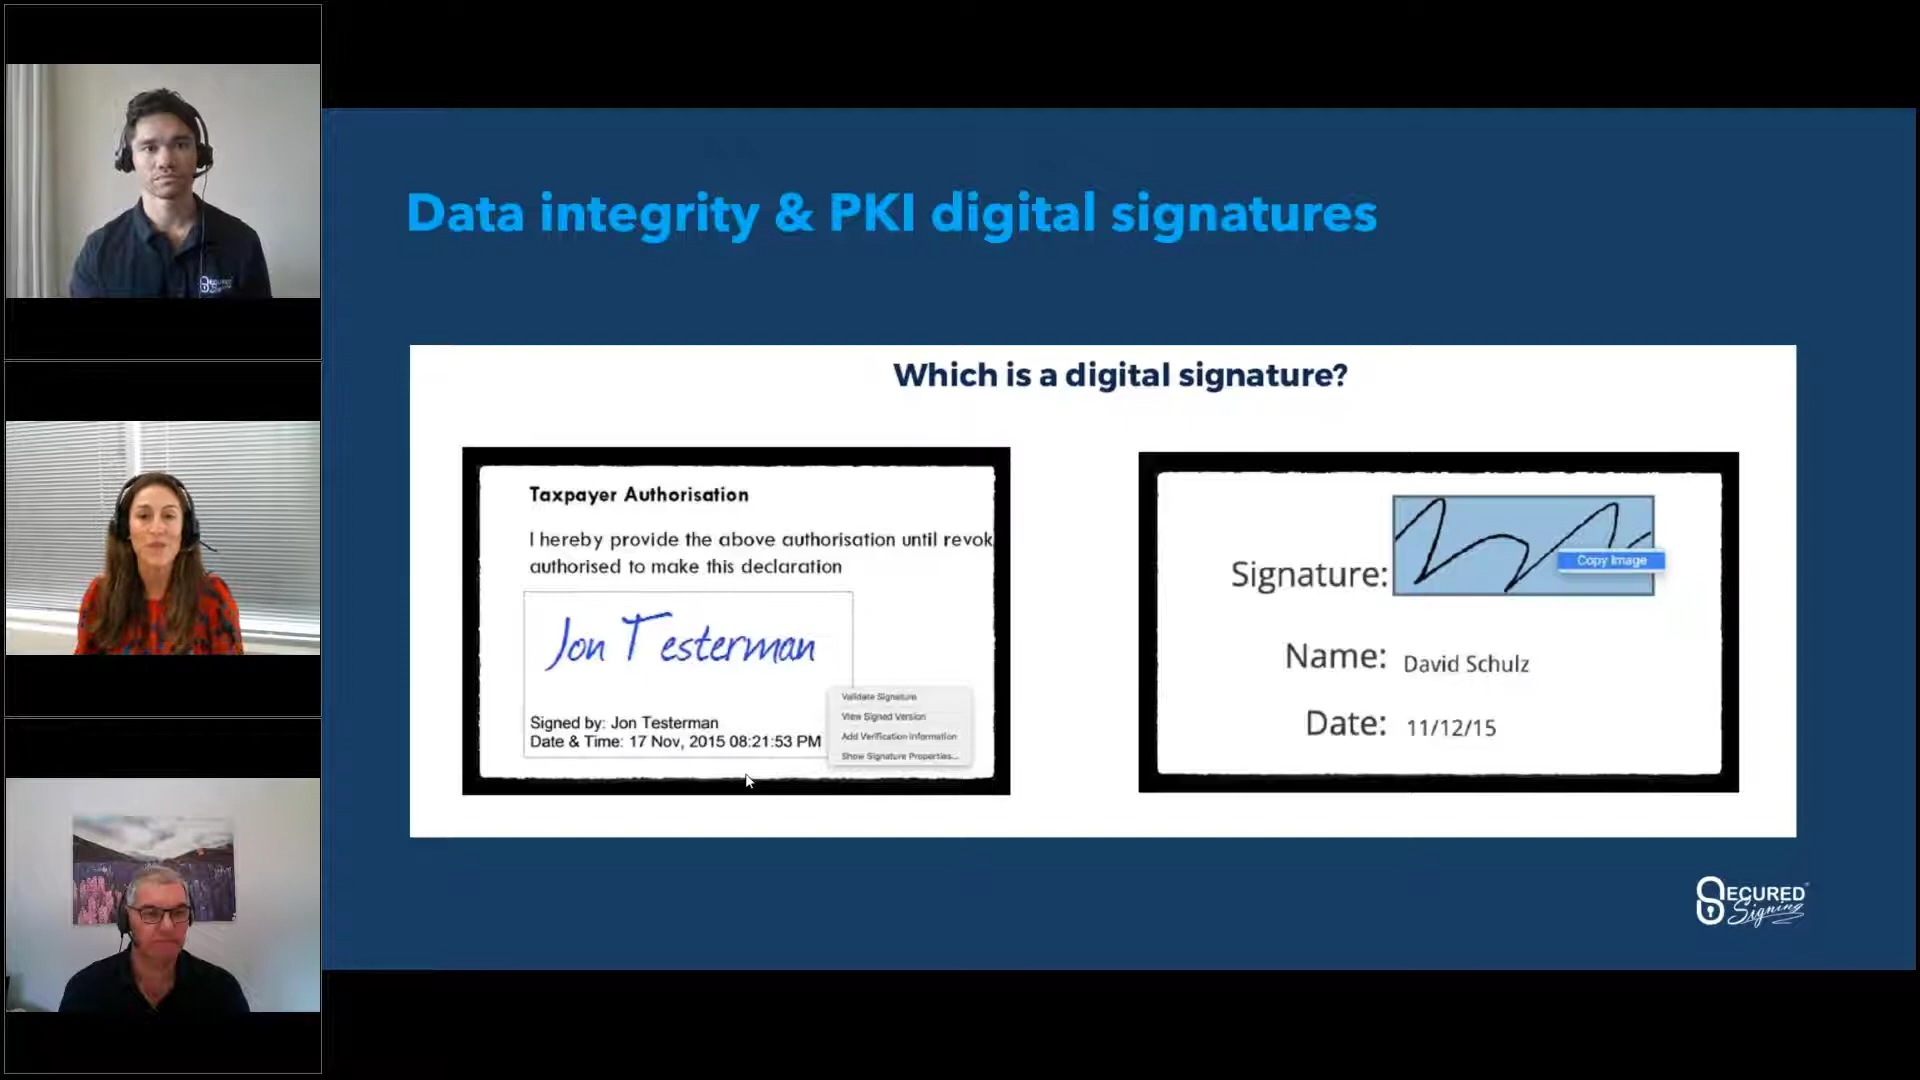 Data integrity & PKI digital signatures
Which is a digital signature?
Taxpayer Authorisation
I hereby provide the above authorisation until revok
authorised to make this declaration
Jon Testerman
Signed by: Jon Testerman
Date & Time: 17 Nov, 2015 08:21:53 PM
Validate Signature
View Signed Version
Add Verification Information
Show Signature Properties...
Signature:
Copy Image
Name: David Schulz
Date: 11/12/15
SECURED
Signing